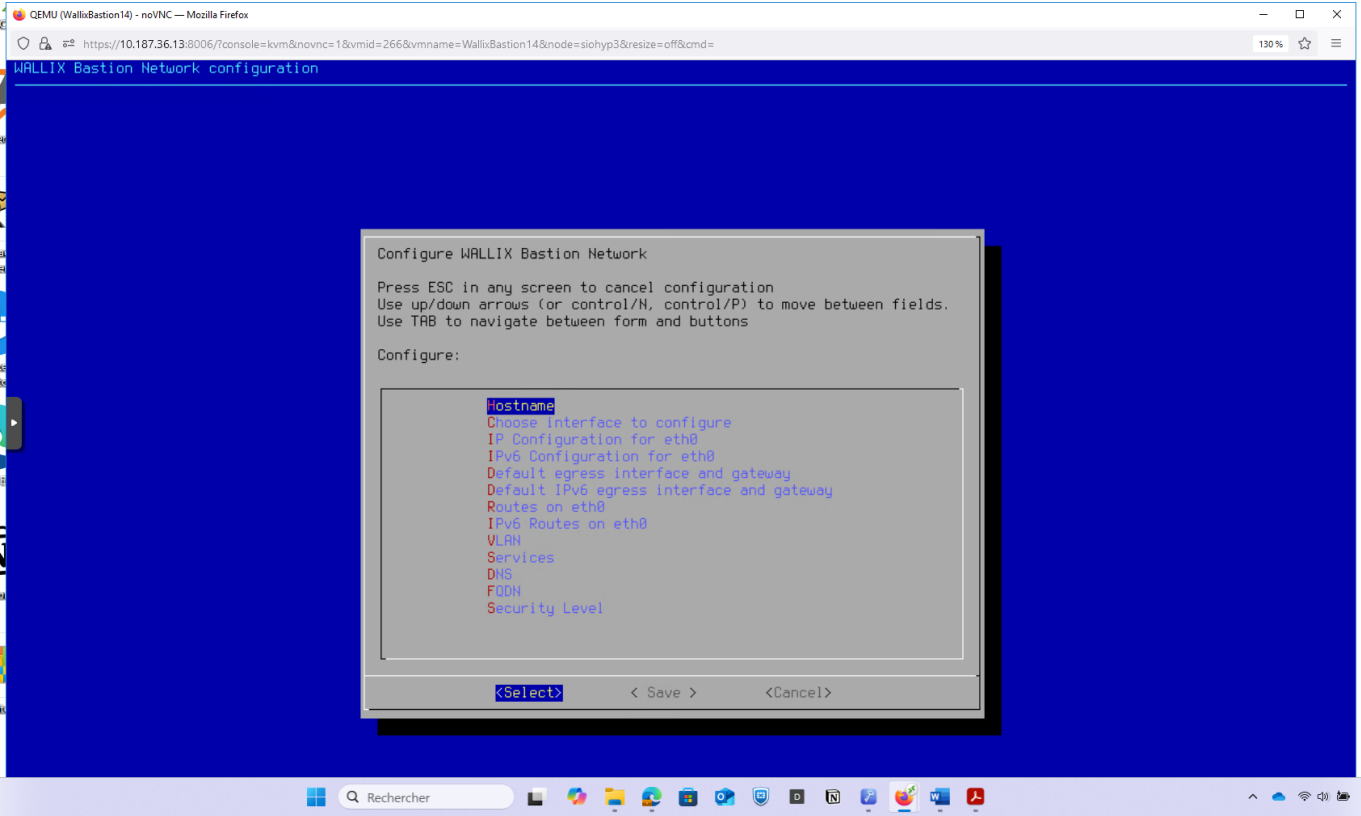 QEMU (WallixBastion14) - noVNC — Mozilla Firefox
https://10.187.36.13:8006/?console=kvm&novnc=1&vmid=266&vmname=WallixBastion14&node=siohyp3&resize=off&cmd=
130 %
WALLIX Bastion Network configuration
Configure WALLIX Bastion Network
Press ESC in any screen to cancel configuration
Use up/down arrows (or control/N, control/P) to move between fields.
Use TAB to navigate between form and buttons
Configure:
Hostname
Choose interface to configure
IP Configuration for eth0
IPv6 Configuration for eth0
Default egress interface and gateway
Default IPv6 egress interface and gateway
Routes on eth0
IPv6 Routes on eth0
VLAN
Services
DNS
FQDN
Security Level
<Select> < Save > <Cancel>
Rechercher